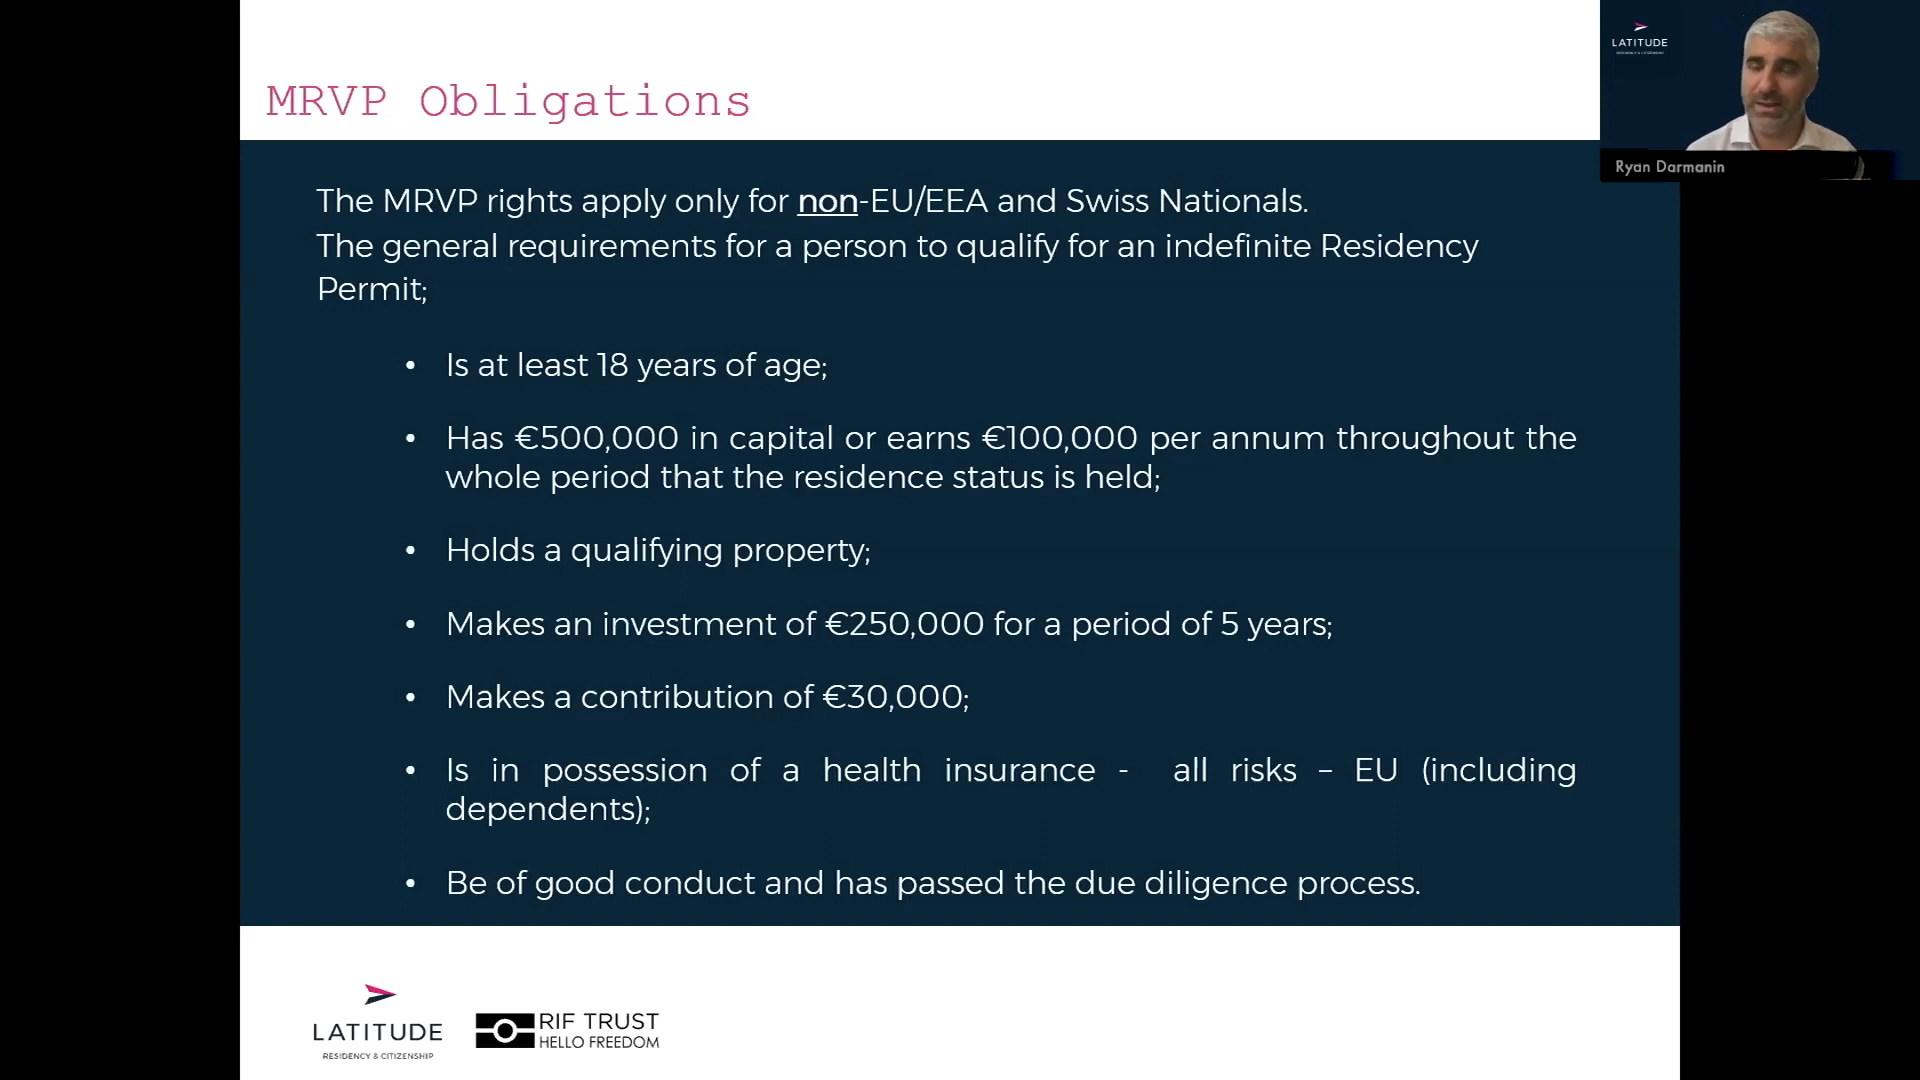 MRVP Obligations
LATITUDE
RESIDENCY & CITIZENSHIP
Ryan Darmanin
The MRVP rights apply only for non-EU/EEA and Swiss Nationals.
The general requirements for a person to qualify for an indefinite Residency
Permit;
• Is at least 18 years of age;
• Has €500,000 in capital or earns €100,000 per annum throughout the
whole period that the residence status is held;
• Holds a qualifying property;
• Makes an investment of €250,000 for a period of 5 years;
• Makes a contribution of €30,000;
• Is in possession of a health insurance - all risks – EU (including
dependents);
• Be of good conduct and has passed the due diligence process.
LATITUDE
RESIDENCY & CITIZENSHIP
RIF TRUST
HELLO FREEDOM